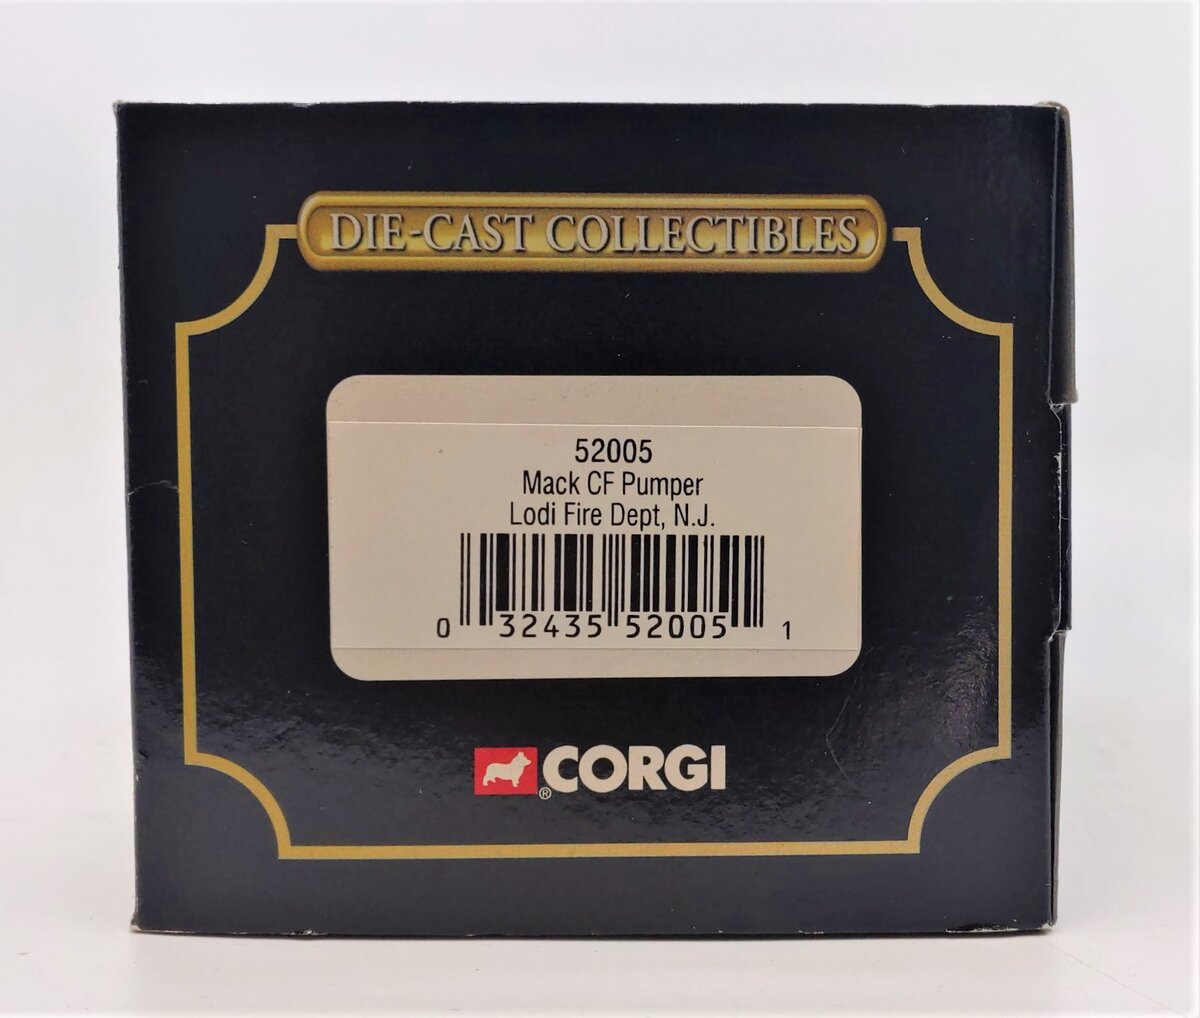 DIE-CAST COLLECTIBLES
52005
Mack CF Pumper
Lodi Fire Dept, N.J.
0 32435 52005 1
® CORGI